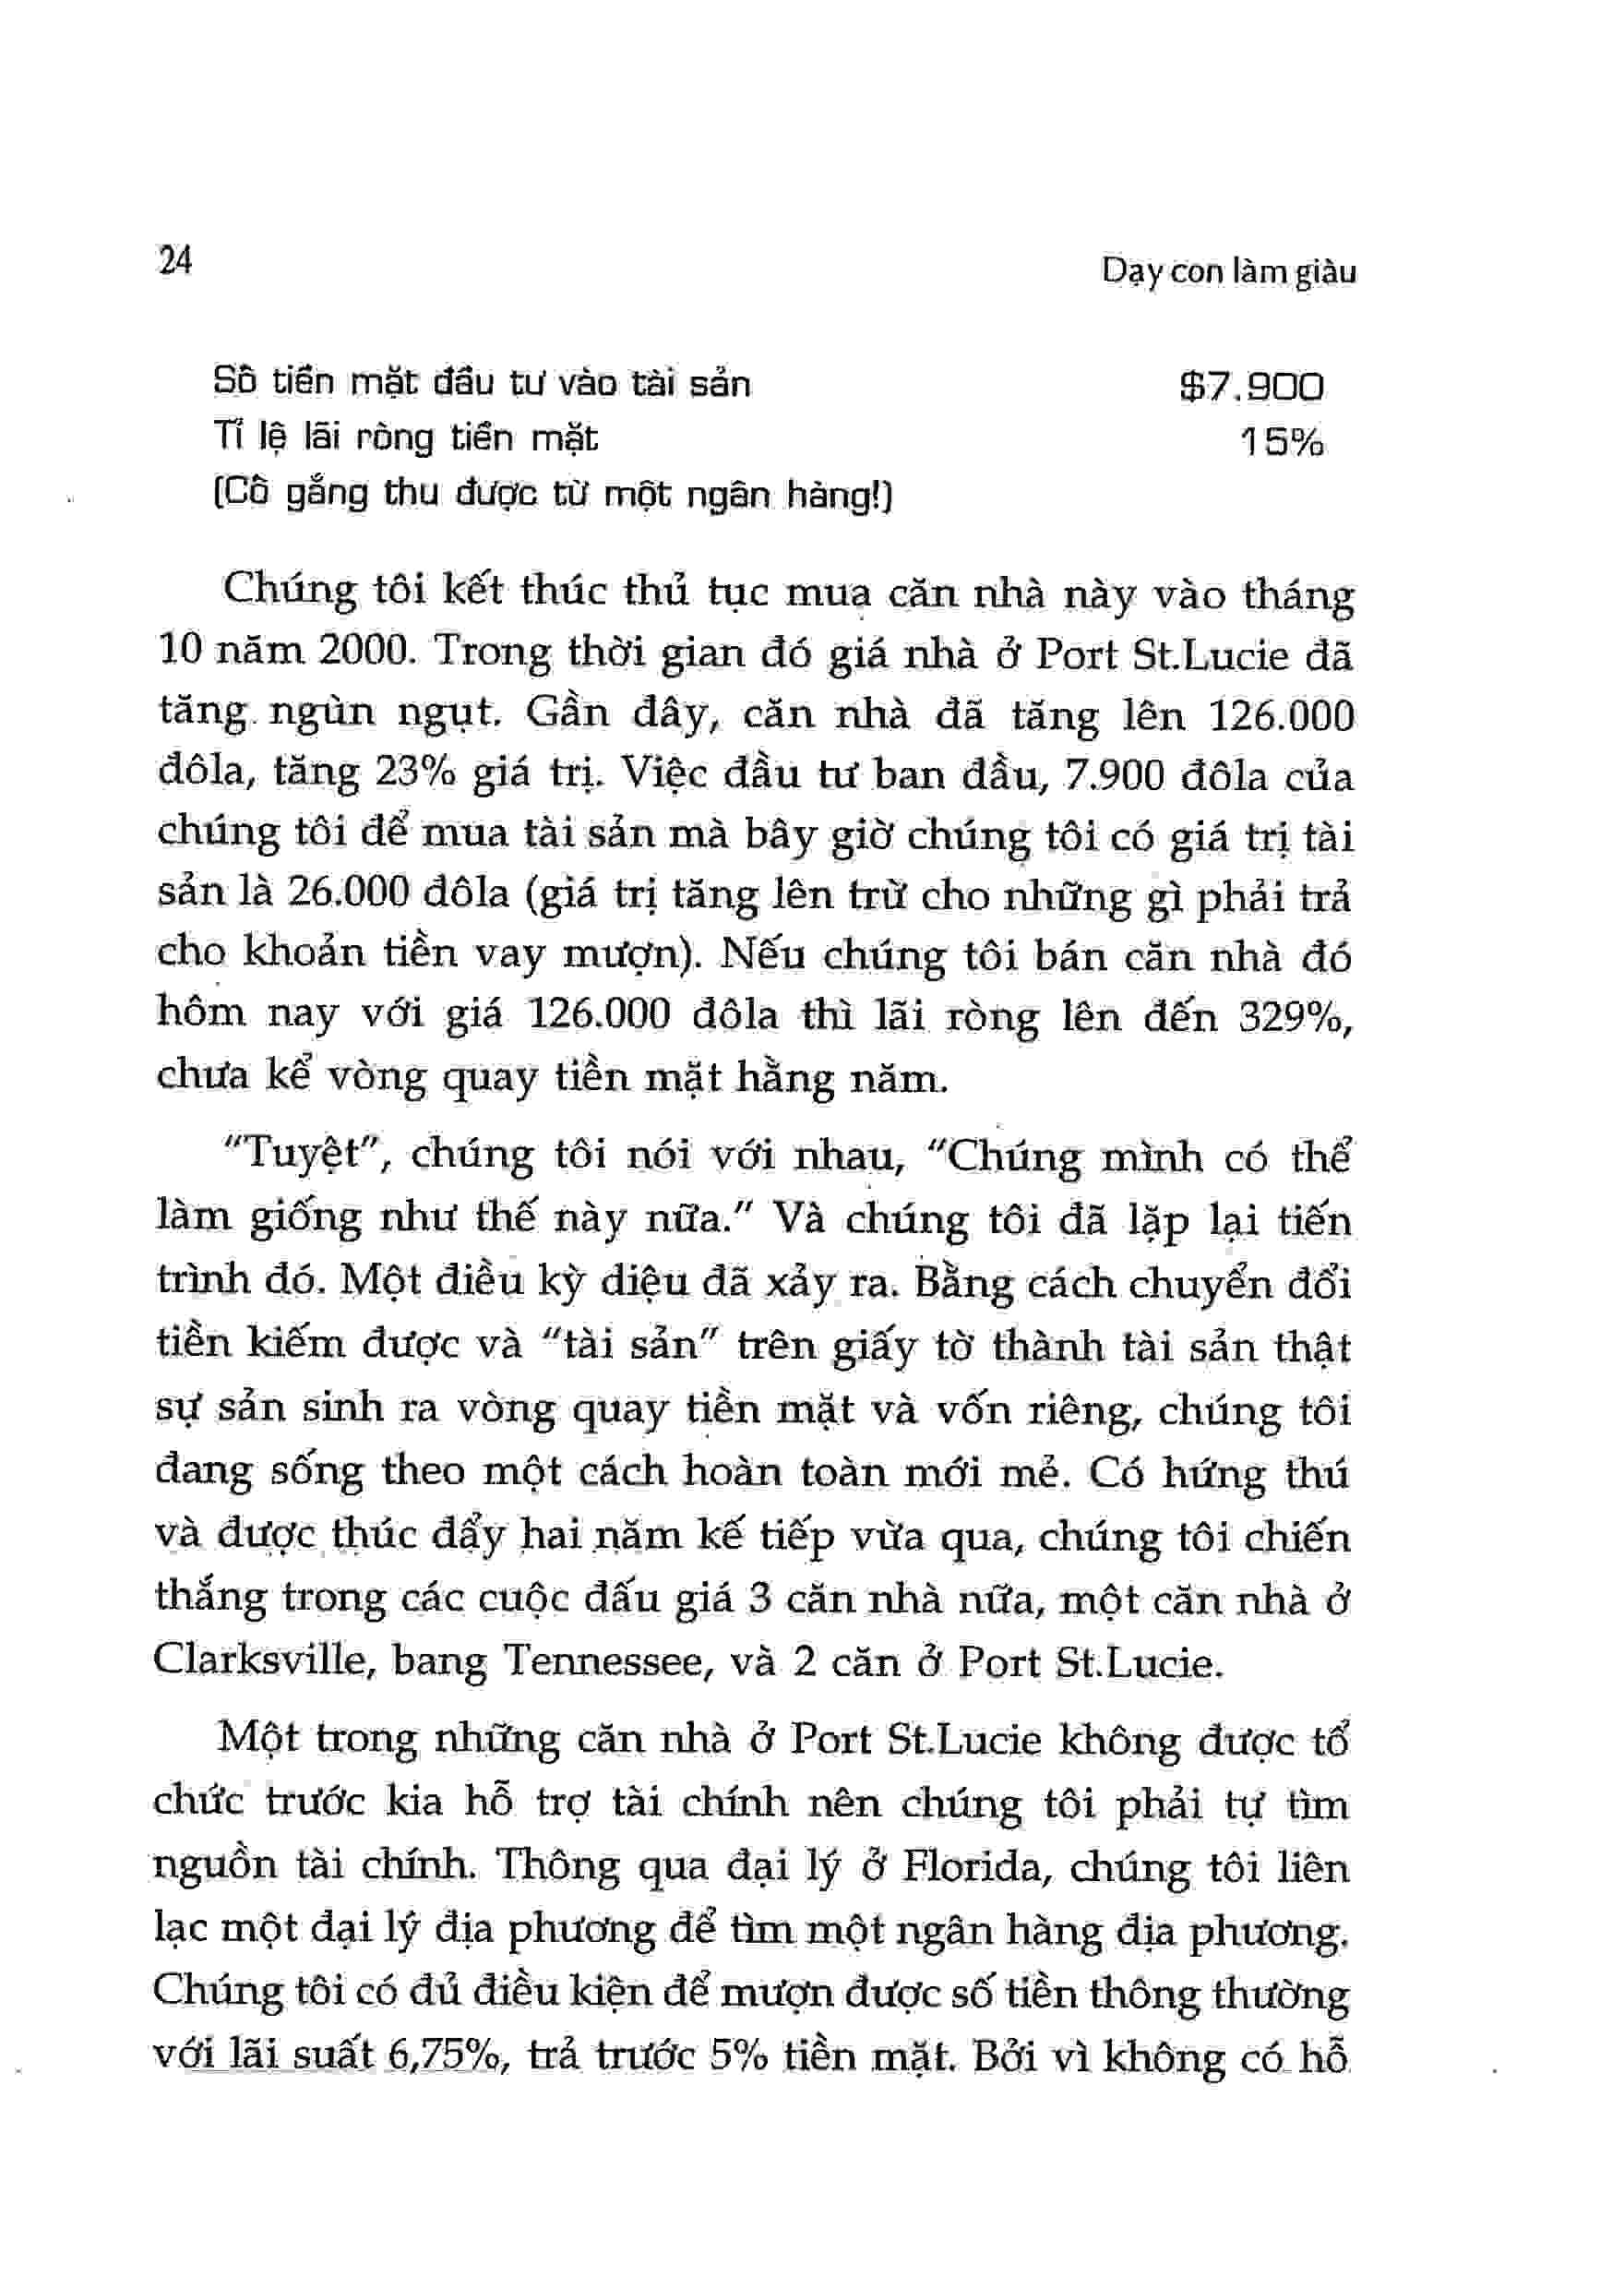 24
Dạy con làm giàu
Số tiền mặt đầu tư vào tài sản $7.900
Tỉ lệ lãi ròng tiền mặt 15%
(Cố gắng thu được từ một ngân hàng!)
Chúng tôi kết thúc thủ tục mua căn nhà này vào tháng
10 năm 2000. Trong thời gian đó giá nhà ở Port St.Lucie đã
tăng ngùn ngụt. Gần đây, căn nhà đã tăng lên 126.000
đôla, tăng 23% giá trị. Việc đầu tư ban đầu, 7.900 đôla của
chúng tôi để mua tài sản mà bây giờ chúng tôi có giá trị tài
sản là 26.000 đôla (giá trị tăng lên trừ cho những gì phải trả
cho khoản tiền vay mượn). Nếu chúng tôi bán căn nhà đó
hôm nay với giá 126.000 đôla thì lãi ròng lên đến 329%,
chưa kể vòng quay tiền mặt hằng năm.
"Tuyệt", chúng tôi nói với nhau, "Chúng mình có thể
làm giống như thế này nữa." Và chúng tôi đã lặp lại tiến
trình đó. Một điều kỳ diệu đã xảy ra. Bằng cách chuyển đổi
tiền kiếm được và "tài sản" trên giấy tờ thành tài sản thật
sự sản sinh ra vòng quay tiền mặt và vốn riêng, chúng tôi
đang sống theo một cách hoàn toàn mới mẻ. Có hứng thú
và được thúc đẩy hai năm kế tiếp vừa qua, chúng tôi chiến
thắng trong các cuộc đấu giá 3 căn nhà nữa, một căn nhà ở
Clarksville, bang Tennessee, và 2 căn ở Port St.Lucie.
Một trong những căn nhà ở Port St.Lucie không được tổ
chức trước kia hỗ trợ tài chính nên chúng tôi phải tự tìm
nguồn tài chính. Thông qua đại lý ở Florida, chúng tôi liên
lạc một đại lý địa phương để tìm một ngân hàng địa phương.
Chúng tôi có đủ điều kiện để mượn được số tiền thông thường
với lãi suất 6,75%, trả trước 5% tiền mặt. Bởi vì không có hỗ